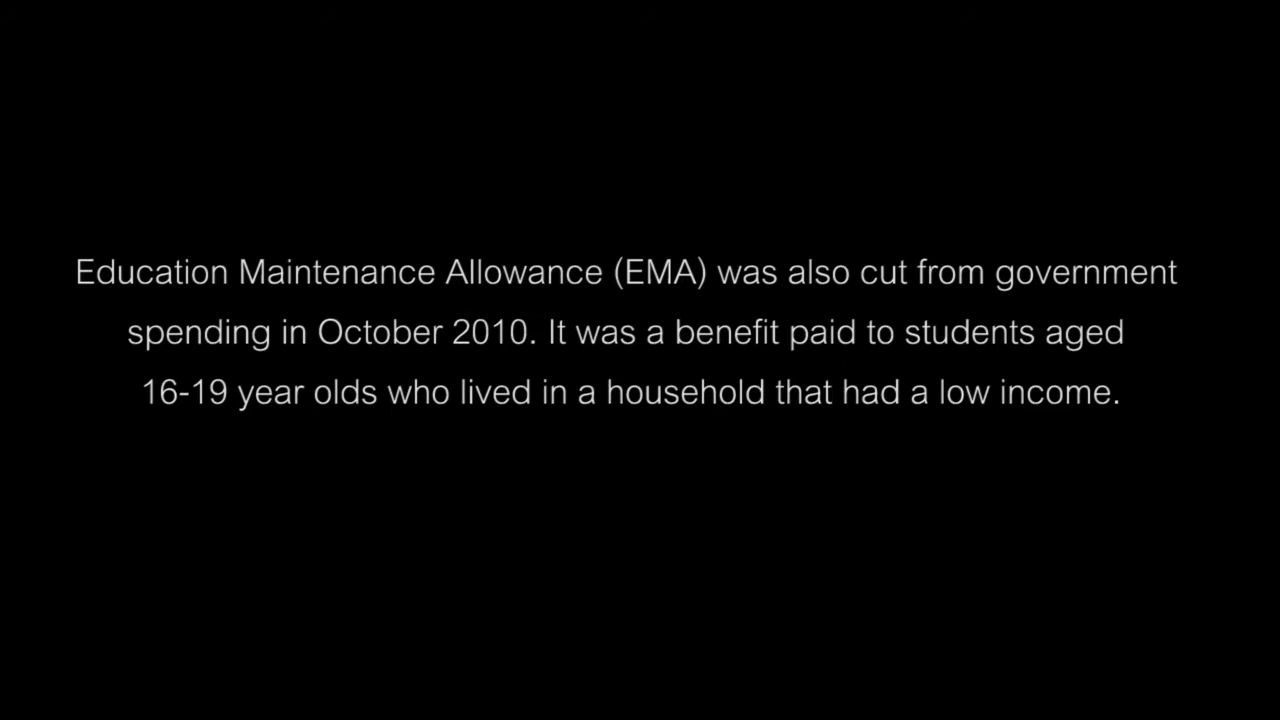 Education Maintenance Allowance (EMA) was also cut from government
spending in October 2010. It was a benefit paid to students aged
16-19 year olds who lived in a household that had a low income.